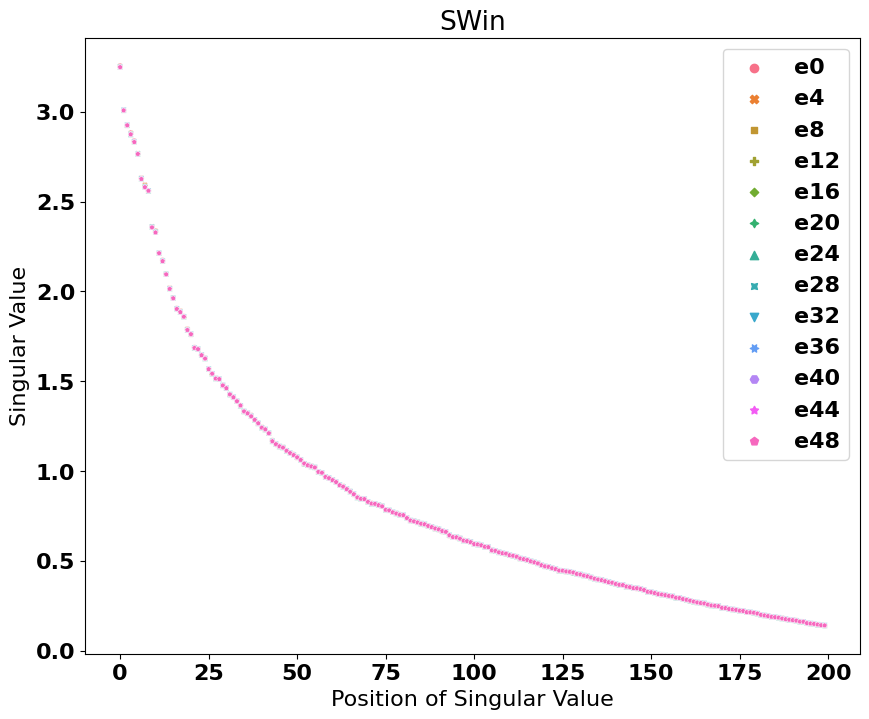 SWin
Singular Value
3.0
2.5
2.0
1.5
1.0
0.5
0.0
e0
e4
e8
e12
e16
e20
e24
e28
e32
e36
e40
e44
e48
0 25 50 75 100 125 150 175 200
Position of Singular Value